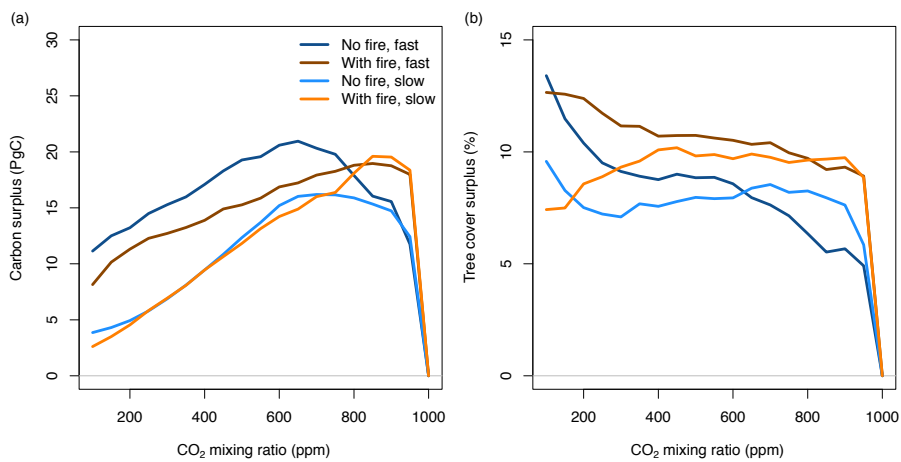 (a)
30
25
20
15
10
5
0
Carbon surplus (PgC)
No fire, fast
With fire, fast
No fire, slow
With fire, slow
200 400 600 800 1000
CO₂ mixing ratio (ppm)
(b)
15
10
5
0
Tree cover surplus (%)
200 400 600 800 1000
CO₂ mixing ratio (ppm)